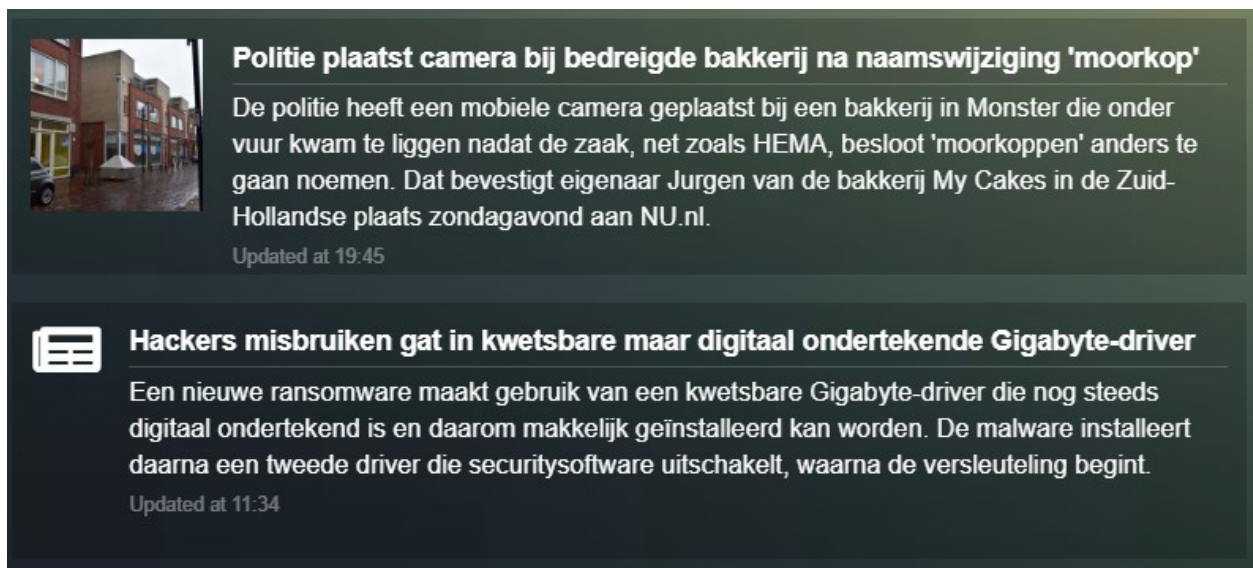 Politie plaatst camera bij bedreigde bakkerij na naamswijziging 'moorkop'
De politie heeft een mobiele camera geplaatst bij een bakkerij in Monster die onder
vuur kwam te liggen nadat de zaak, net zoals HEMA, besloot 'moorkoppen' anders te
gaan noemen. Dat bevestigt eigenaar Jurgen van de bakkerij My Cakes in de Zuid-
Hollandse plaats zondagavond aan NU.nl.
Updated at 19:45
Hackers misbruiken gat in kwetsbare maar digitaal ondertekende Gigabyte-driver
Een nieuwe ransomware maakt gebruik van een kwetsbare Gigabyte-driver die nog steeds
digitaal ondertekend is en daarom makkelijk geïnstalleerd kan worden. De malware installeert
daarna een tweede driver die securitysoftware uitschakelt, waarna de versleuteling begint.
Updated at 11:34